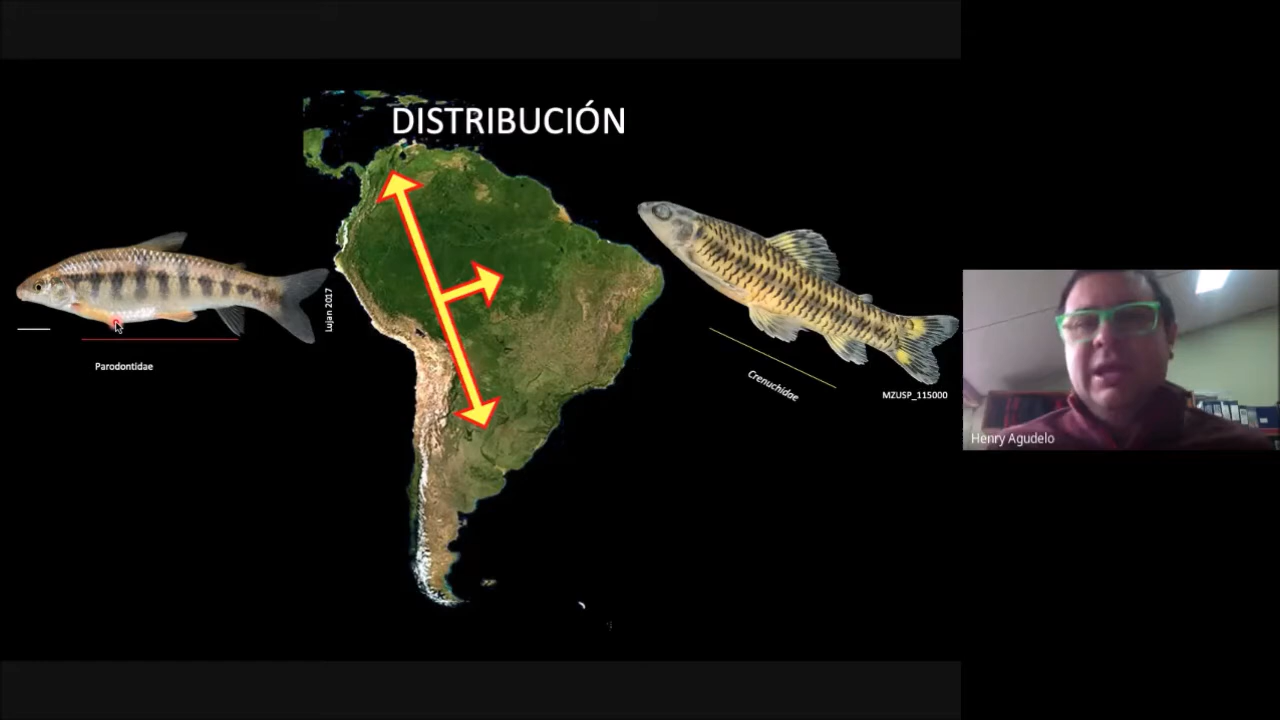 DISTRIBUCIÓN
Lujan 2017
Parodontidae
Crenuchidae
MZUSP_115000
Henry Agudelo